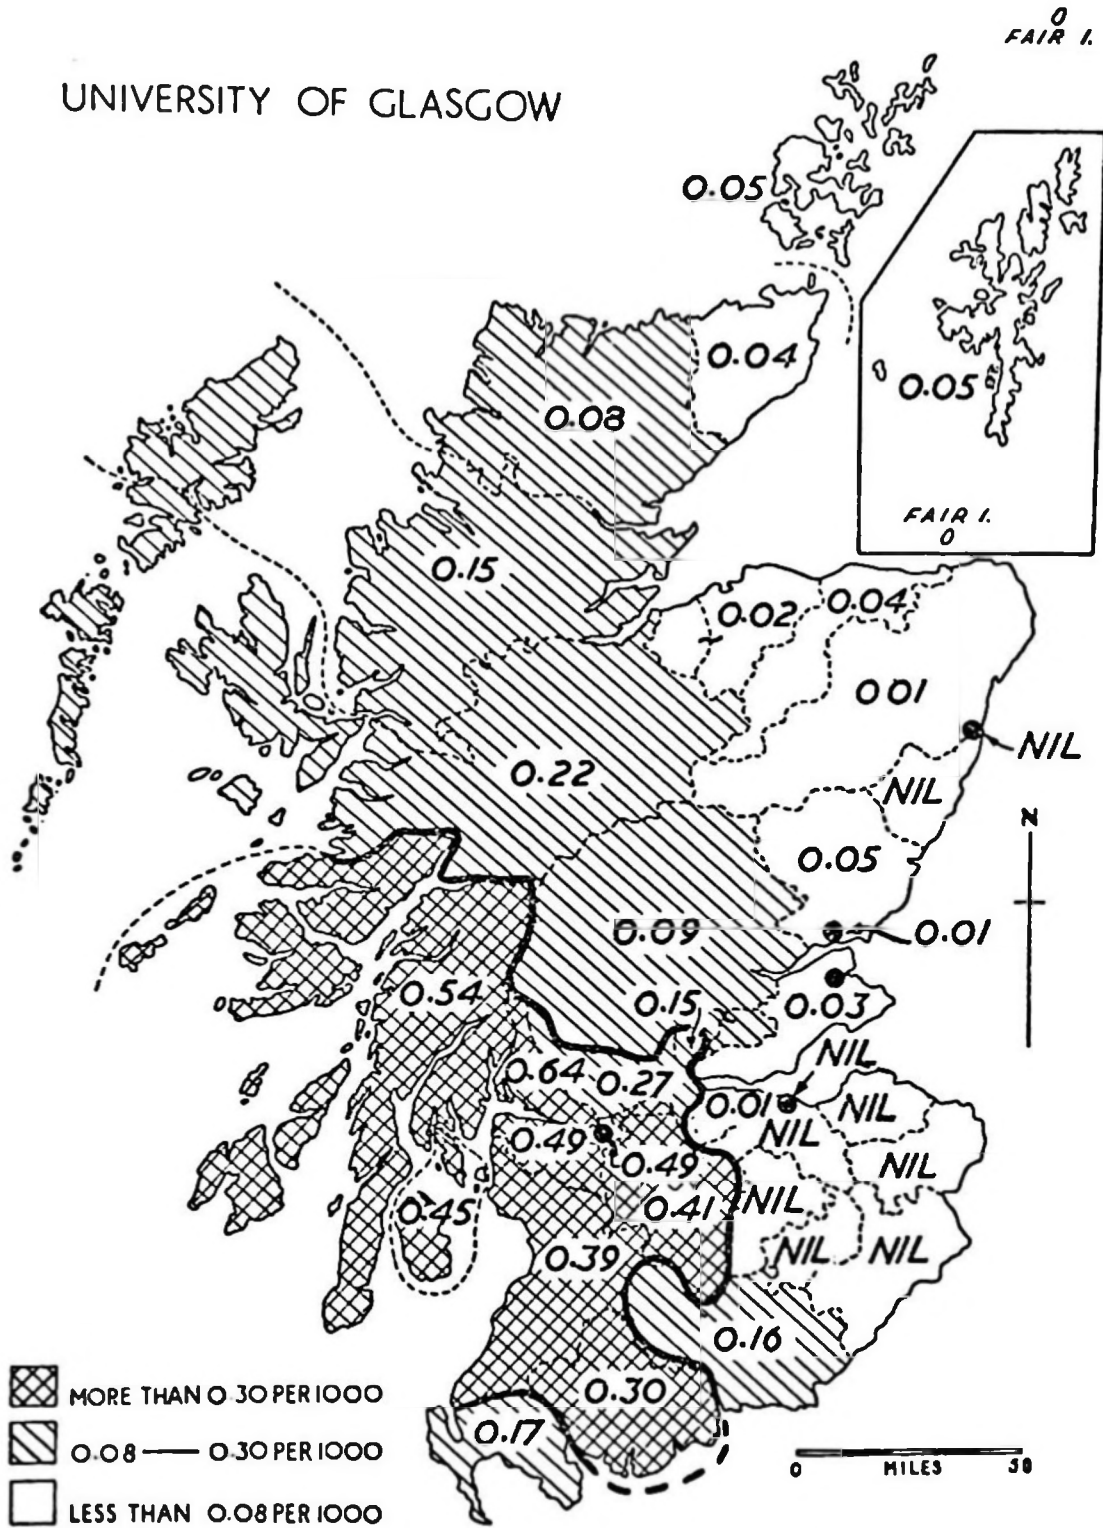 0
FAIR I.
UNIVERSITY OF GLASGOW
0.05
0.04
0.08
0.05
FAIR I.
0
0.15
0.02
0.04
0.01
NIL
0.22
NIL
N
0.05
0.09
0.01
0.54
0.15
0.03
NIL
0.64
0.27
0.01
NIL
NIL
0.49
0.49
NIL
0.45
0.41
NIL
0.39
NIL
NIL
0.16
0.30
0.17
MORE THAN 0.30 PER 1000
0.08 — 0.30 PER 1000
LESS THAN 0.08 PER 1000
0 MILES 50